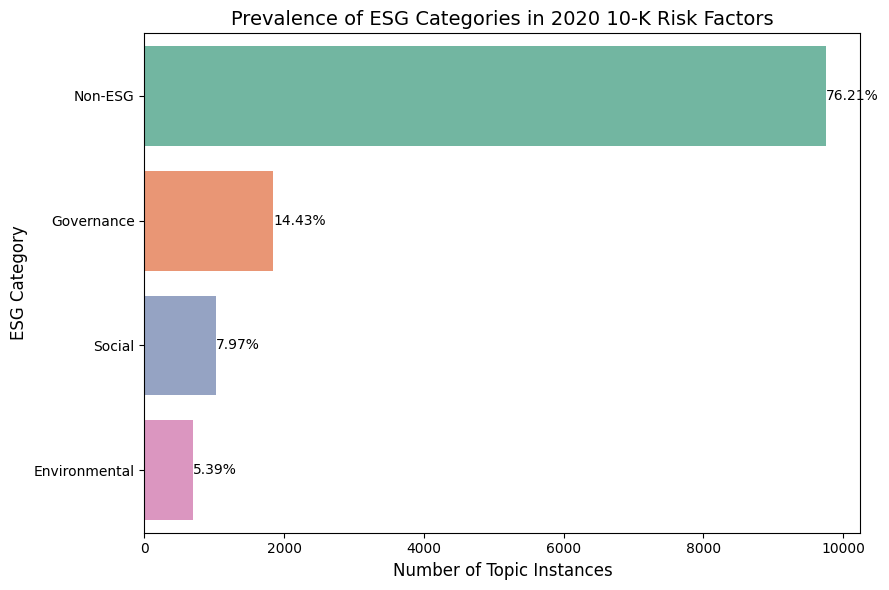 Prevalence of ESG Categories in 2020 10-K Risk Factors
Non-ESG
76.21%
Governance
14.43%
Social
7.97%
Environmental
5.39%
ESG Category
0 2000 4000 6000 8000 10000
Number of Topic Instances